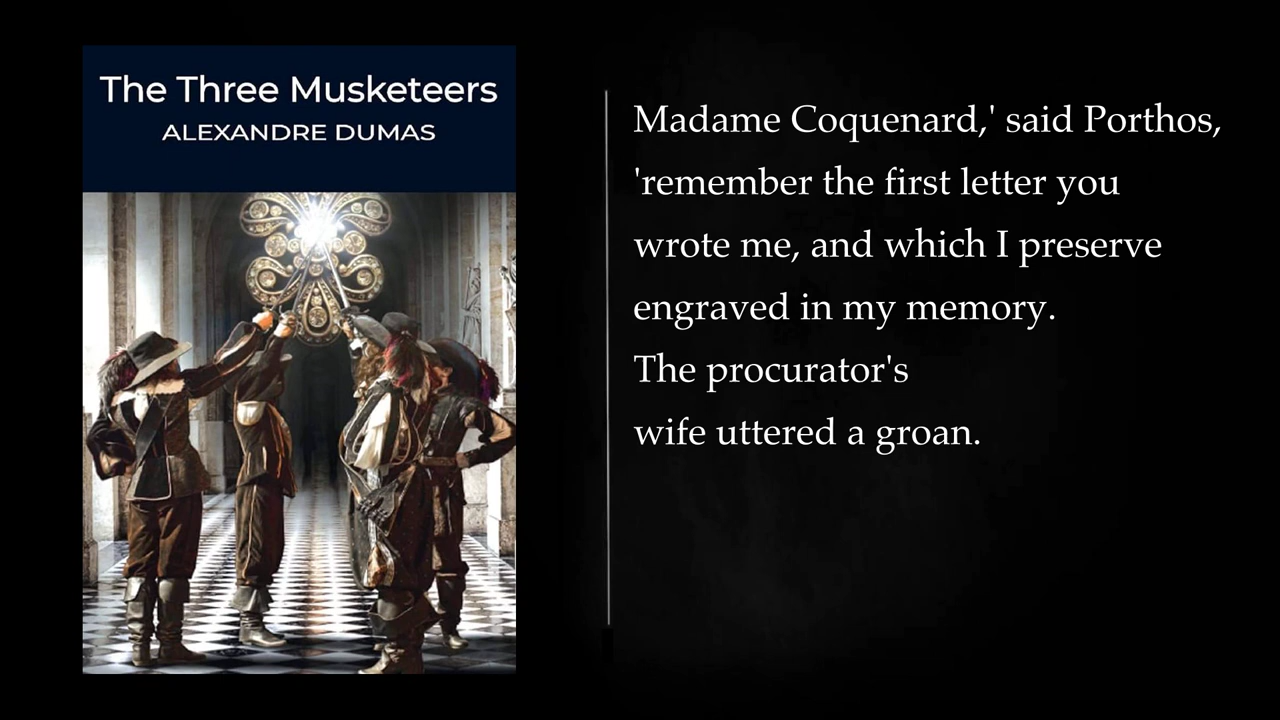 The Three Musketeers
ALEXANDRE DUMAS
Madame Coquenard,' said Porthos,
'remember the first letter you
wrote me, and which I preserve
engraved in my memory.
The procurator's
wife uttered a groan.